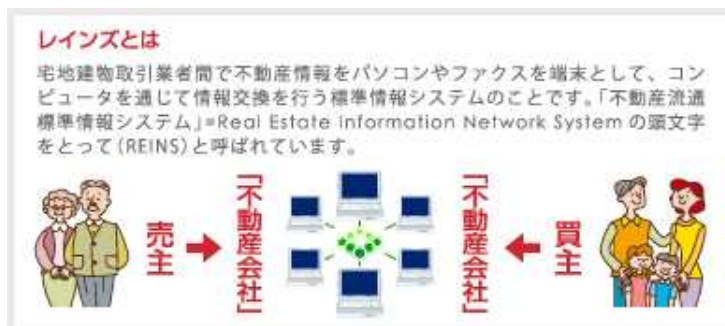 レインズとは
宅地建物取引業者間で不動産情報をパソコンやファクスを端末として、コン
ピュータを通じて情報交換を行う標準情報システムのことです。「不動産流通
標準情報システム」=Real Estate Information Network System の頭文字
をとって(REINS)と呼ばれています。
売主
「不動産会社」
「不動産会社」
買主